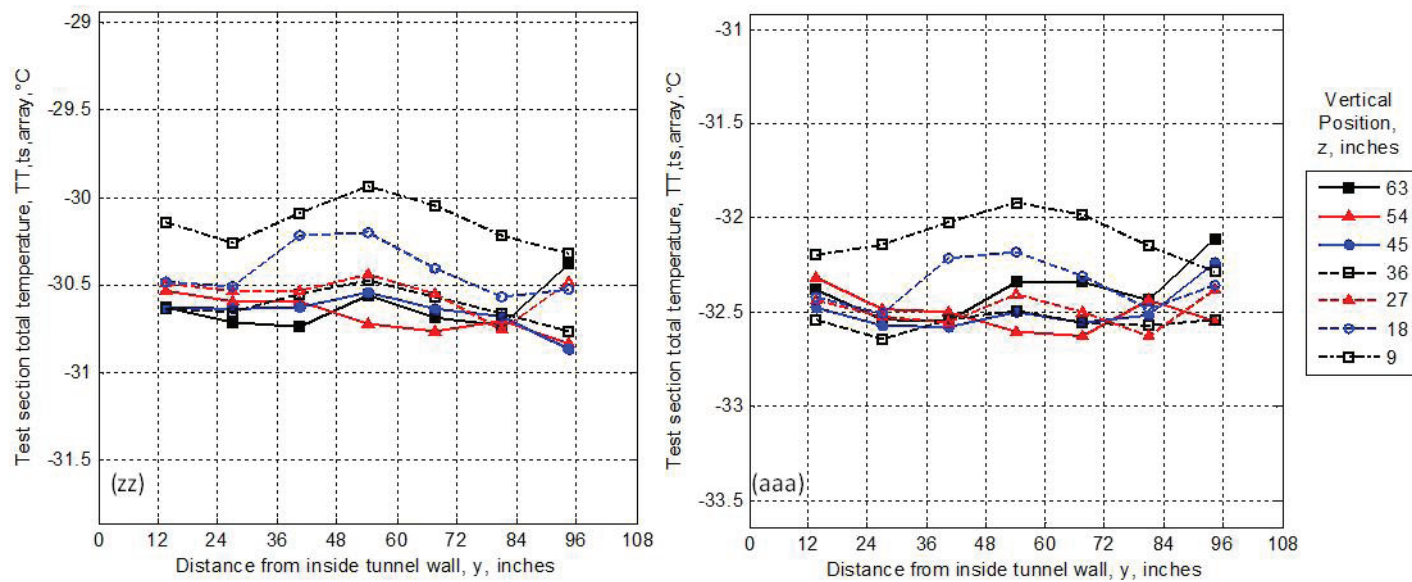 Test section total temperature, TT,ts,array, °C
-29
-29.5
-30
-30.5
-31
-31.5
(zz)
0 12 24 36 48 60 72 84 96 108
Distance from inside tunnel wall, y, inches
Test section total temperature, TT,ts,array, °C
-31
-31.5
-32
-32.5
-33
-33.5
(aaa)
0 12 24 36 48 60 72 84 96 108
Distance from inside tunnel wall, y, inches
Vertical
Position,
z, inches
63
54
45
36
27
18
9